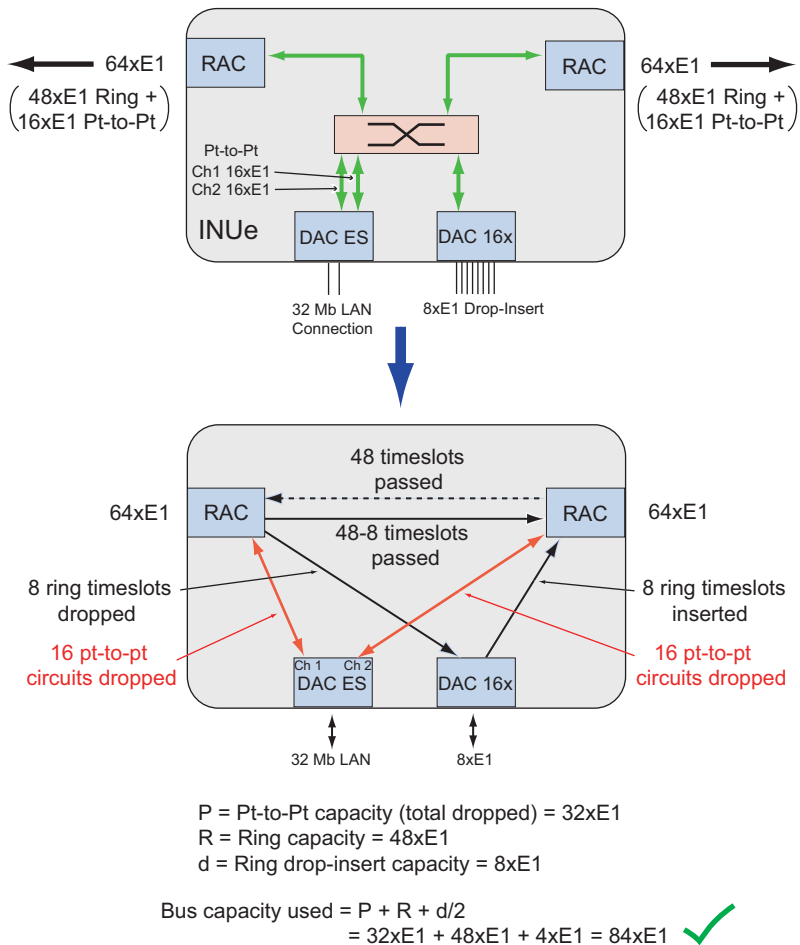 64xE1
(48xE1 Ring +
16xE1 Pt-to-Pt)
RAC
RAC
64xE1
(48xE1 Ring +
16xE1 Pt-to-Pt)
Pt-to-Pt
Ch1 16xE1
Ch2 16xE1
INUe
DAC ES
DAC 16x
32 Mb LAN
Connection
8xE1 Drop-Insert
48 timeslots
passed
64xE1
RAC
RAC
64xE1
48-8 timeslots
passed
8 ring timeslots
dropped
8 ring timeslots
inserted
16 pt-to-pt
circuits dropped
16 pt-to-pt
circuits dropped
Ch 1 Ch 2
DAC ES
DAC 16x
32 Mb LAN
8xE1
P = Pt-to-Pt capacity (total dropped) = 32xE1
R = Ring capacity = 48xE1
d = Ring drop-insert capacity = 8xE1
Bus capacity used = P + R + d/2
= 32xE1 + 48xE1 + 4xE1 = 84xE1